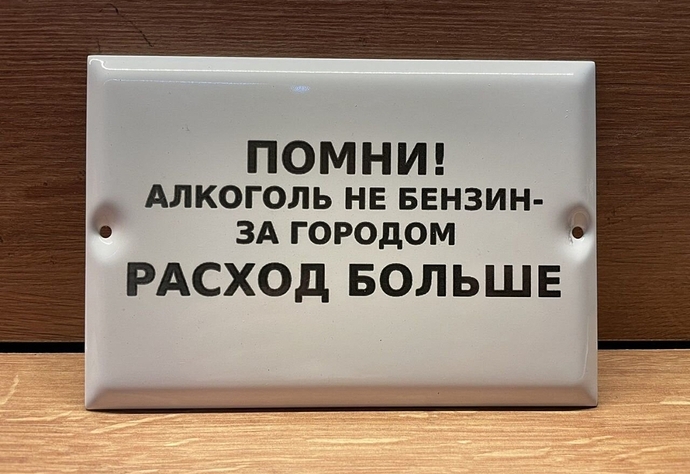 ПОМНИ!
АЛКОГОЛЬ НЕ БЕНЗИН-
ЗА ГОРОДОМ
РАСХОД БОЛЬШЕ